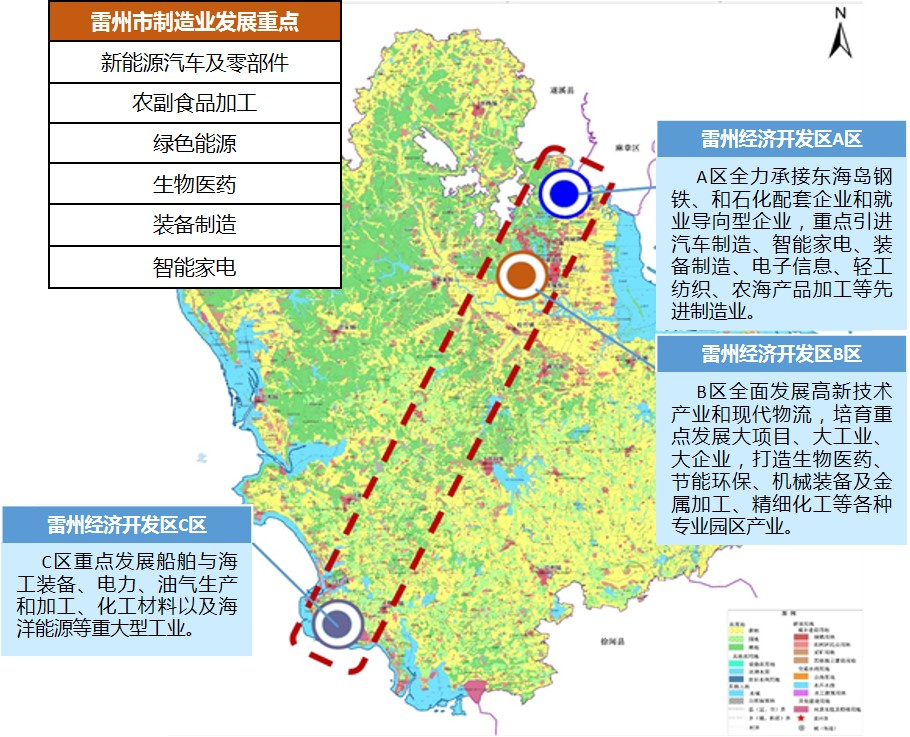 雷州市制造业发展重点
新能源汽车及零部件
农副食品加工
绿色能源
生物医药
装备制造
智能家电
N
遂溪县
麻章区
雷州经济开发区A区
A区全力承接东海岛钢
铁、和石化配套企业和就
业导向型企业，重点引进
汽车制造、智能家电、装
备制造、电子信息、轻工
纺织、农海产品加工等先
进制造业。
雷州经济开发区B区
B区全面发展高新技术
产业和现代物流，培育重
点发展大项目、大工业、
大企业，打造生物医药、
节能环保、机械装备及金
属加工、精细化工等各种
专业园区产业。
北
雷州经济开发区C区
C区重点发展船舶与海
工装备、电力、油气生产
和加工、化工材料以及海
洋能源等重大型工业。
徐闻县
图例